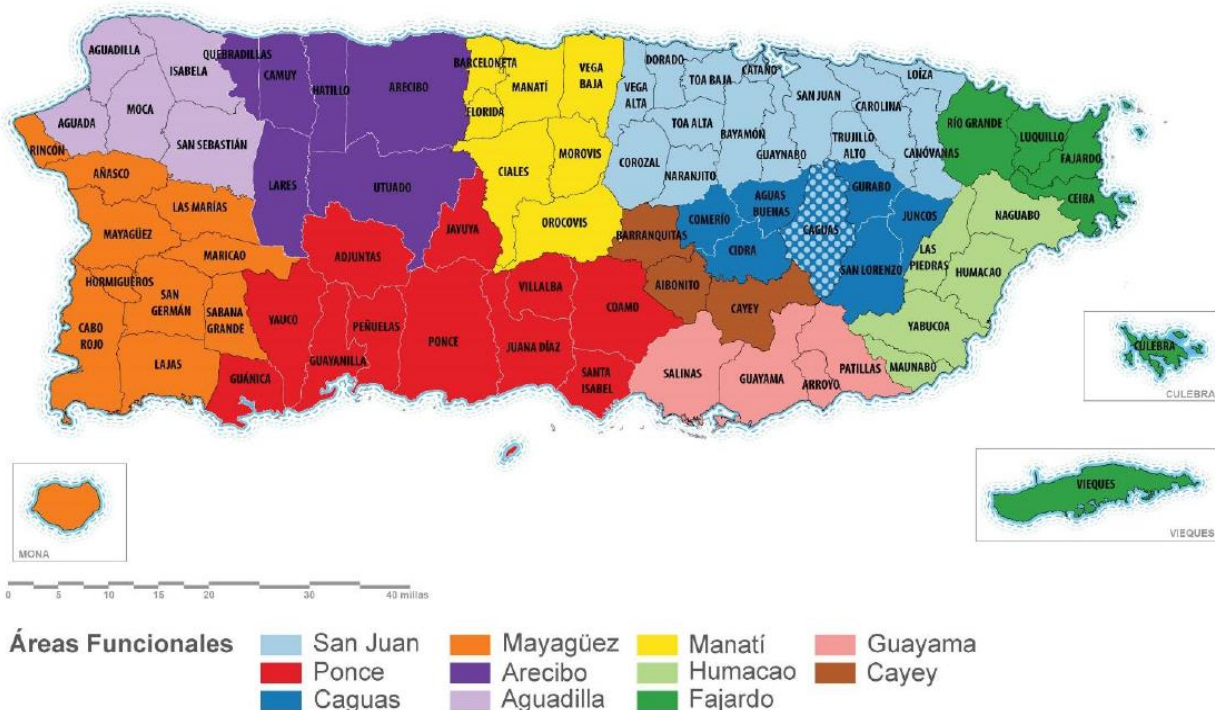 AGUADILLA
ISABELA
QUEBRADILLAS
CAMUY
HATILLO
ARECIBO
BARCELONETA
MANATÍ
VEGA
BAJA
VEGA
ALTA
DORADO
TOA BAJA
CATAÑO
SAN JUAN
LOÍZA
CAROLINA
MOCA
AGUADA
RINCÓN
SAN SEBASTIÁN
FLORIDA
TOA ALTA
BAYAMÓN
GUAYNABO
TRUJILLO
ALTO
CANÓVANAS
RÍO GRANDE
LUQUILLO
FAJARDO
CEIBA
AÑASCO
LARES
UTUADO
CIALES
MOROVIS
COROZAL
NARANJITO
LAS MARÍAS
MAYAGÜEZ
MARICAO
ADJUNTAS
JAYUYA
OROCOVIS
BARRANQUITAS
COMERÍO
AGUAS
BUENAS
CIDRA
CAGUAS
GURABO
JUNCOS
SAN LORENZO
LAS
PIEDRAS
NAGUABO
HUMACAO
HORMIGUEROS
SAN
GERMÁN
SABANA
GRANDE
YAUCO
PEÑUELAS
GUAYANILLA
PONCE
VILLALBA
JUANA DÍAZ
COAMO
AIBONITO
CAYEY
YABUCOA
CABO
ROJO
LAJAS
GUÁNICA
SANTA
ISABEL
SALINAS
GUAYAMA
ARROYO
PATILLAS
MAUNABO
CULEBRA
CULEBRA
VIEQUES
VIEQUES
MONA
0 5 10 15 20 30 40 millas
Áreas Funcionales
San Juan
Ponce
Caguas
Mayagüez
Arecibo
Aguadilla
Manatí
Humacao
Fajardo
Guayama
Cayey